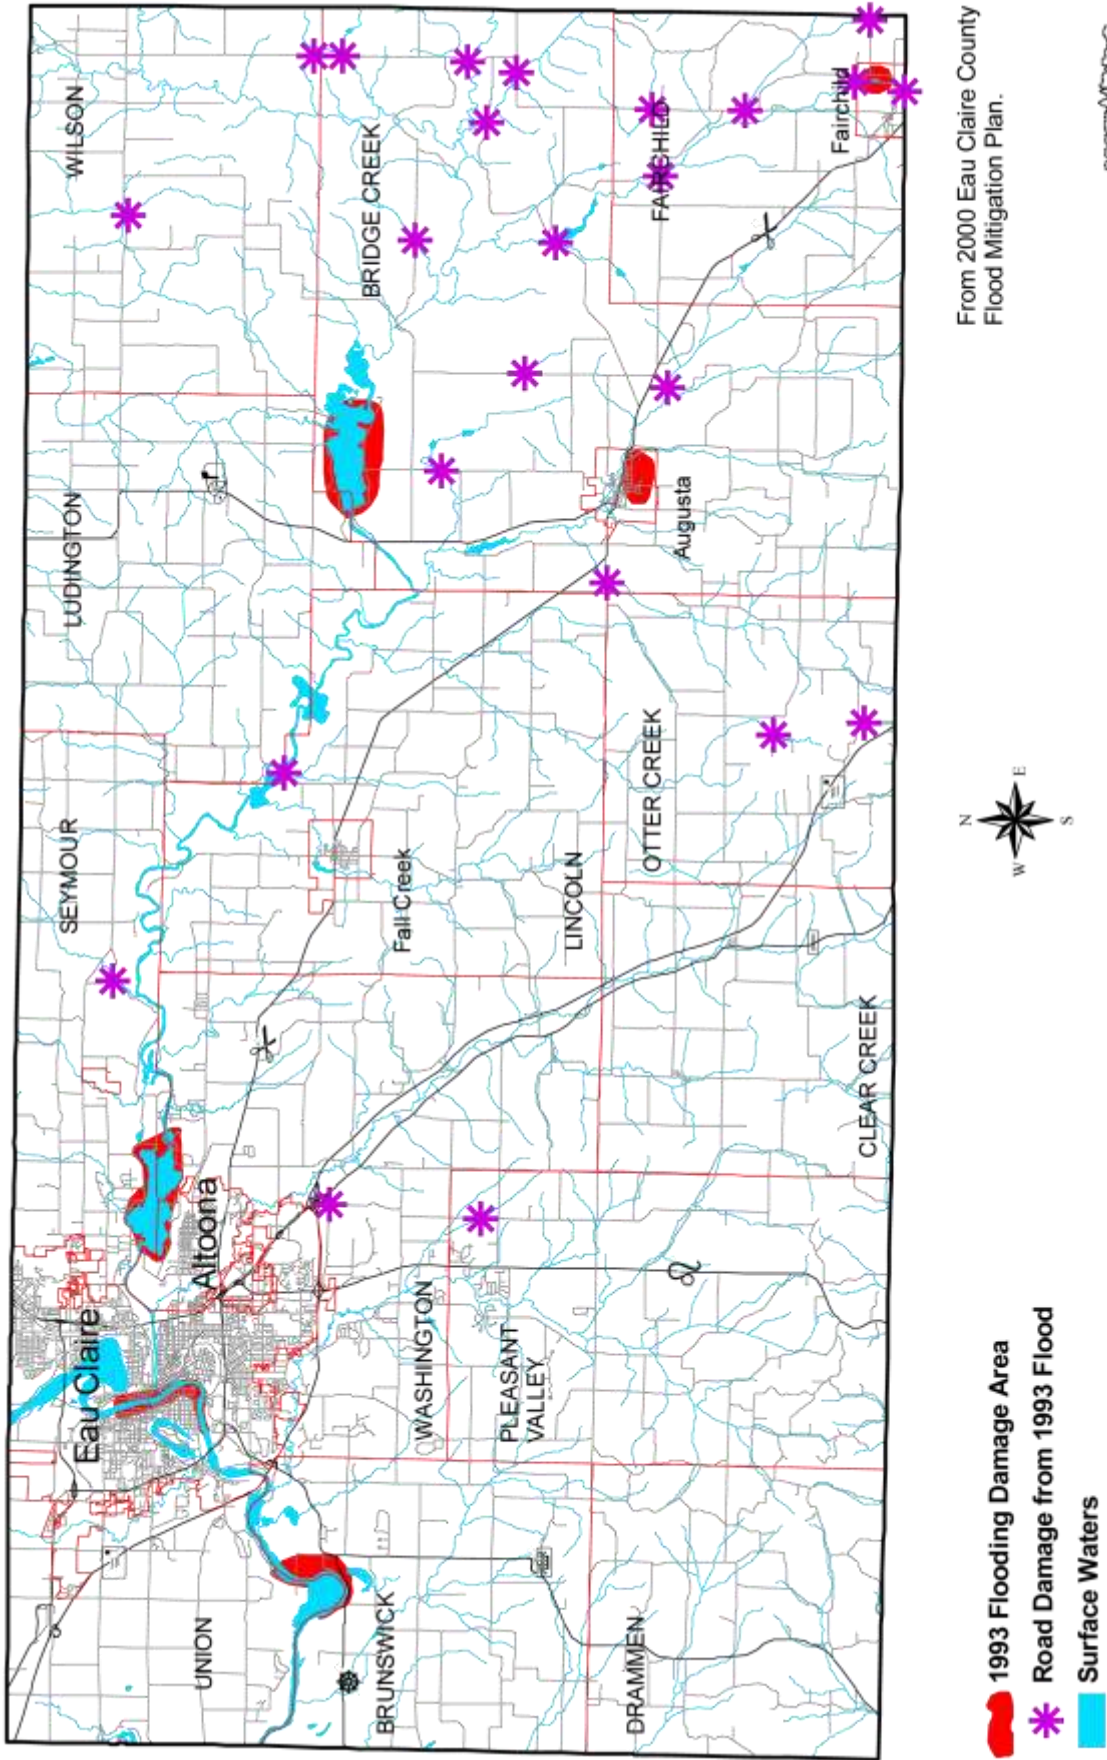 WILSON
LUDINGTON
SEYMOUR
Eau Claire
Altoona
UNION
BRIDGE CREEK
Fall Creek
WASHINGTON
BRUNSWICK
PLEASANT
VALLEY
LINCOLN
Augusta
OTTER CREEK
FAIRCHILD
Fairchild
DRAMMEN
CLEAR CREEK
1993 Flooding Damage Area
Road Damage from 1993 Flood
Surface Waters
N
W
E
S
From 2000 Eau Claire County
Flood Mitigation Plan.